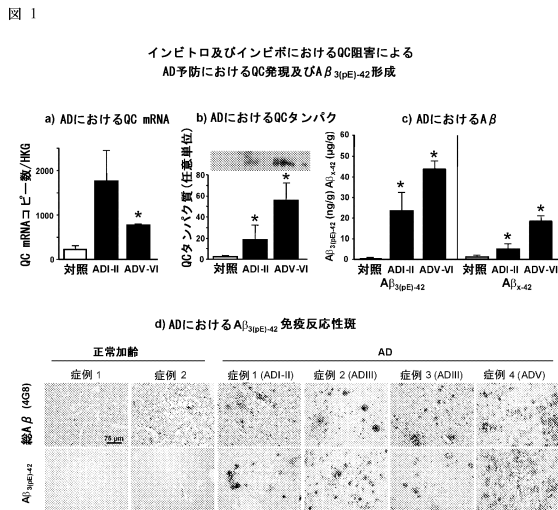 図 1
インビトロ及びインビボにおけるQC阻害による
AD予防におけるQC発現及びAβ3(pE)-42形成
a) ADにおけるQC mRNA
QC mRNAコピー数/HKG
2000
1000
0
対照 ADI-II ADV-VI
*
b) ADにおけるQCタンパク
QCタンパク質(任意単位)
80
60
40
20
0
対照 ADI-II ADV-VI
* *
c) ADにおけるAβ
Aβ3(pE)-42 (ng/g) Aβx-42 (μg/g)
60
50
40
30
20
10
0
* * * *
対照 ADI-II ADV-VI 対照 ADI-II ADV-VI
Aβ3(pE)-42 Aβx-42
d) ADにおけるAβ3(pE)-42 免疫反応性斑
正常加齢 AD
症例 1 症例 2 症例 1 (ADI-II) 症例 2 (ADIII) 症例 3 (ADIII) 症例 4 (ADV)
総Aβ (4G8)
75 μm
Aβ3(pE)-42